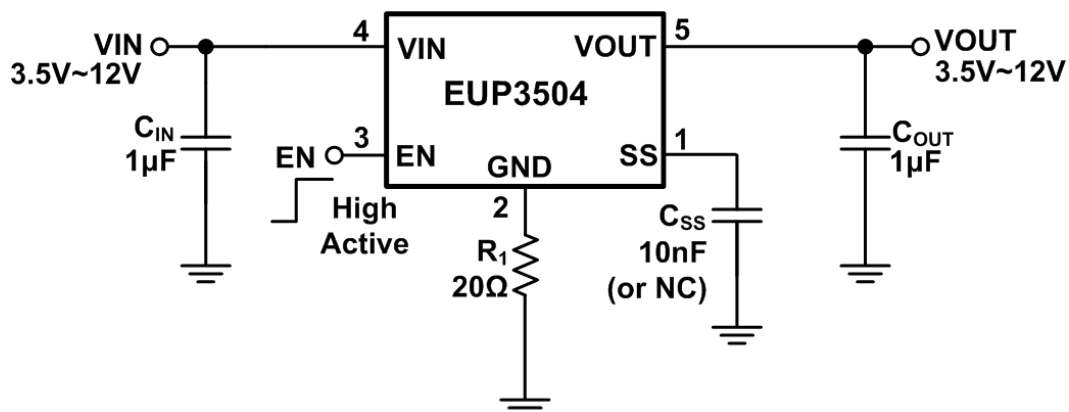 VIN
3.5V~12V
4
VIN
VOUT
5
VOUT
3.5V~12V
EUP3504
CIN
1µF
3
EN
EN
GND
SS
1
COUT
1µF
High
Active
2
R1
20Ω
CSS
10nF
(or NC)